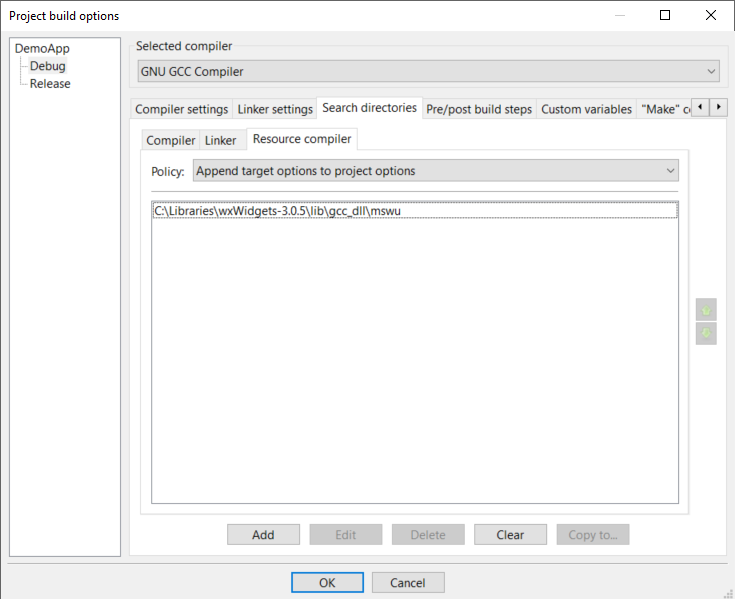 Project build options
DemoApp
Debug
Release
Selected compiler
GNU GCC Compiler
Compiler settings
Linker settings
Search directories
Pre/post build steps
Custom variables
"Make" c
Compiler
Linker
Resource compiler
Policy:
Append target options to project options
C:\Libraries\wxWidgets-3.0.5\lib\gcc_dll\mswu
Add
Edit
Delete
Clear
Copy to...
OK
Cancel